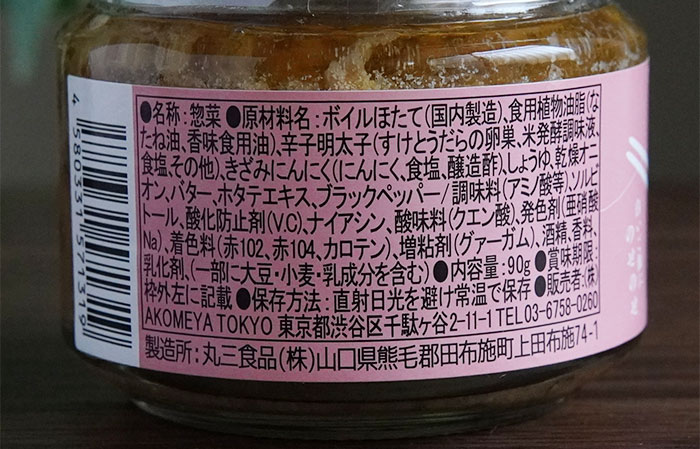 ●名称：惣菜 ●原材料名：ボイルほたて(国内製造)、食用植物油脂(な
たね油、香味食用油)、辛子明太子(すけとうだらの卵巣、米発酵調味液、
食塩、その他)、きざみにんにく(にんにく、食塩、醸造酢)、しょうゆ、乾燥オニ
オン、バター、ホタテエキス、ブラックペッパー/調味料(アミノ酸等)、ソルビ
トール、酸化防止剤(V.C)、ナイアシン、酸味料(クエン酸)、発色剤(亜硝酸
Na)、着色料(赤102、赤104、カロテン)、増粘剤(グァーガム)、酒精、香料、
乳化剤、(一部に大豆・小麦・乳成分を含む) ●内容量：90g ●賞味期限：
枠外左に記載 ●保存方法：直射日光を避け常温で保存 ●販売者：(株)
AKOMEYA TOKYO 東京都渋谷区千駄ヶ谷2-11-1 TEL 03-6758-0260
製造所：丸三食品(株)山口県熊毛郡田布施町上田布施74-1
4 580331 571319